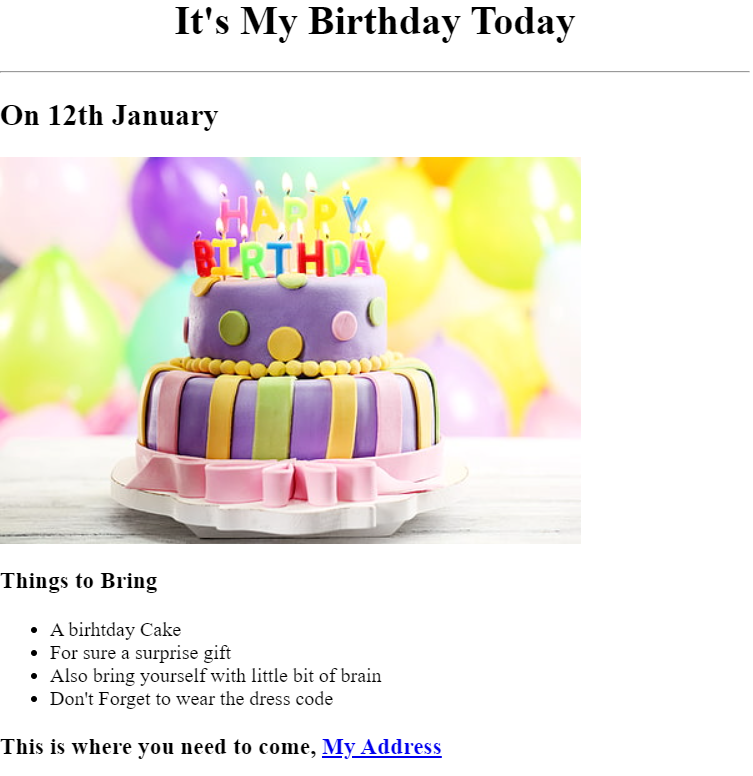 It's My Birthday Today
On 12th January
HAPPY
BIRTHDAY
Things to Bring
A birhtday Cake
For sure a surprise gift
Also bring yourself with little bit of brain
Don't Forget to wear the dress code
This is where you need to come, My Address